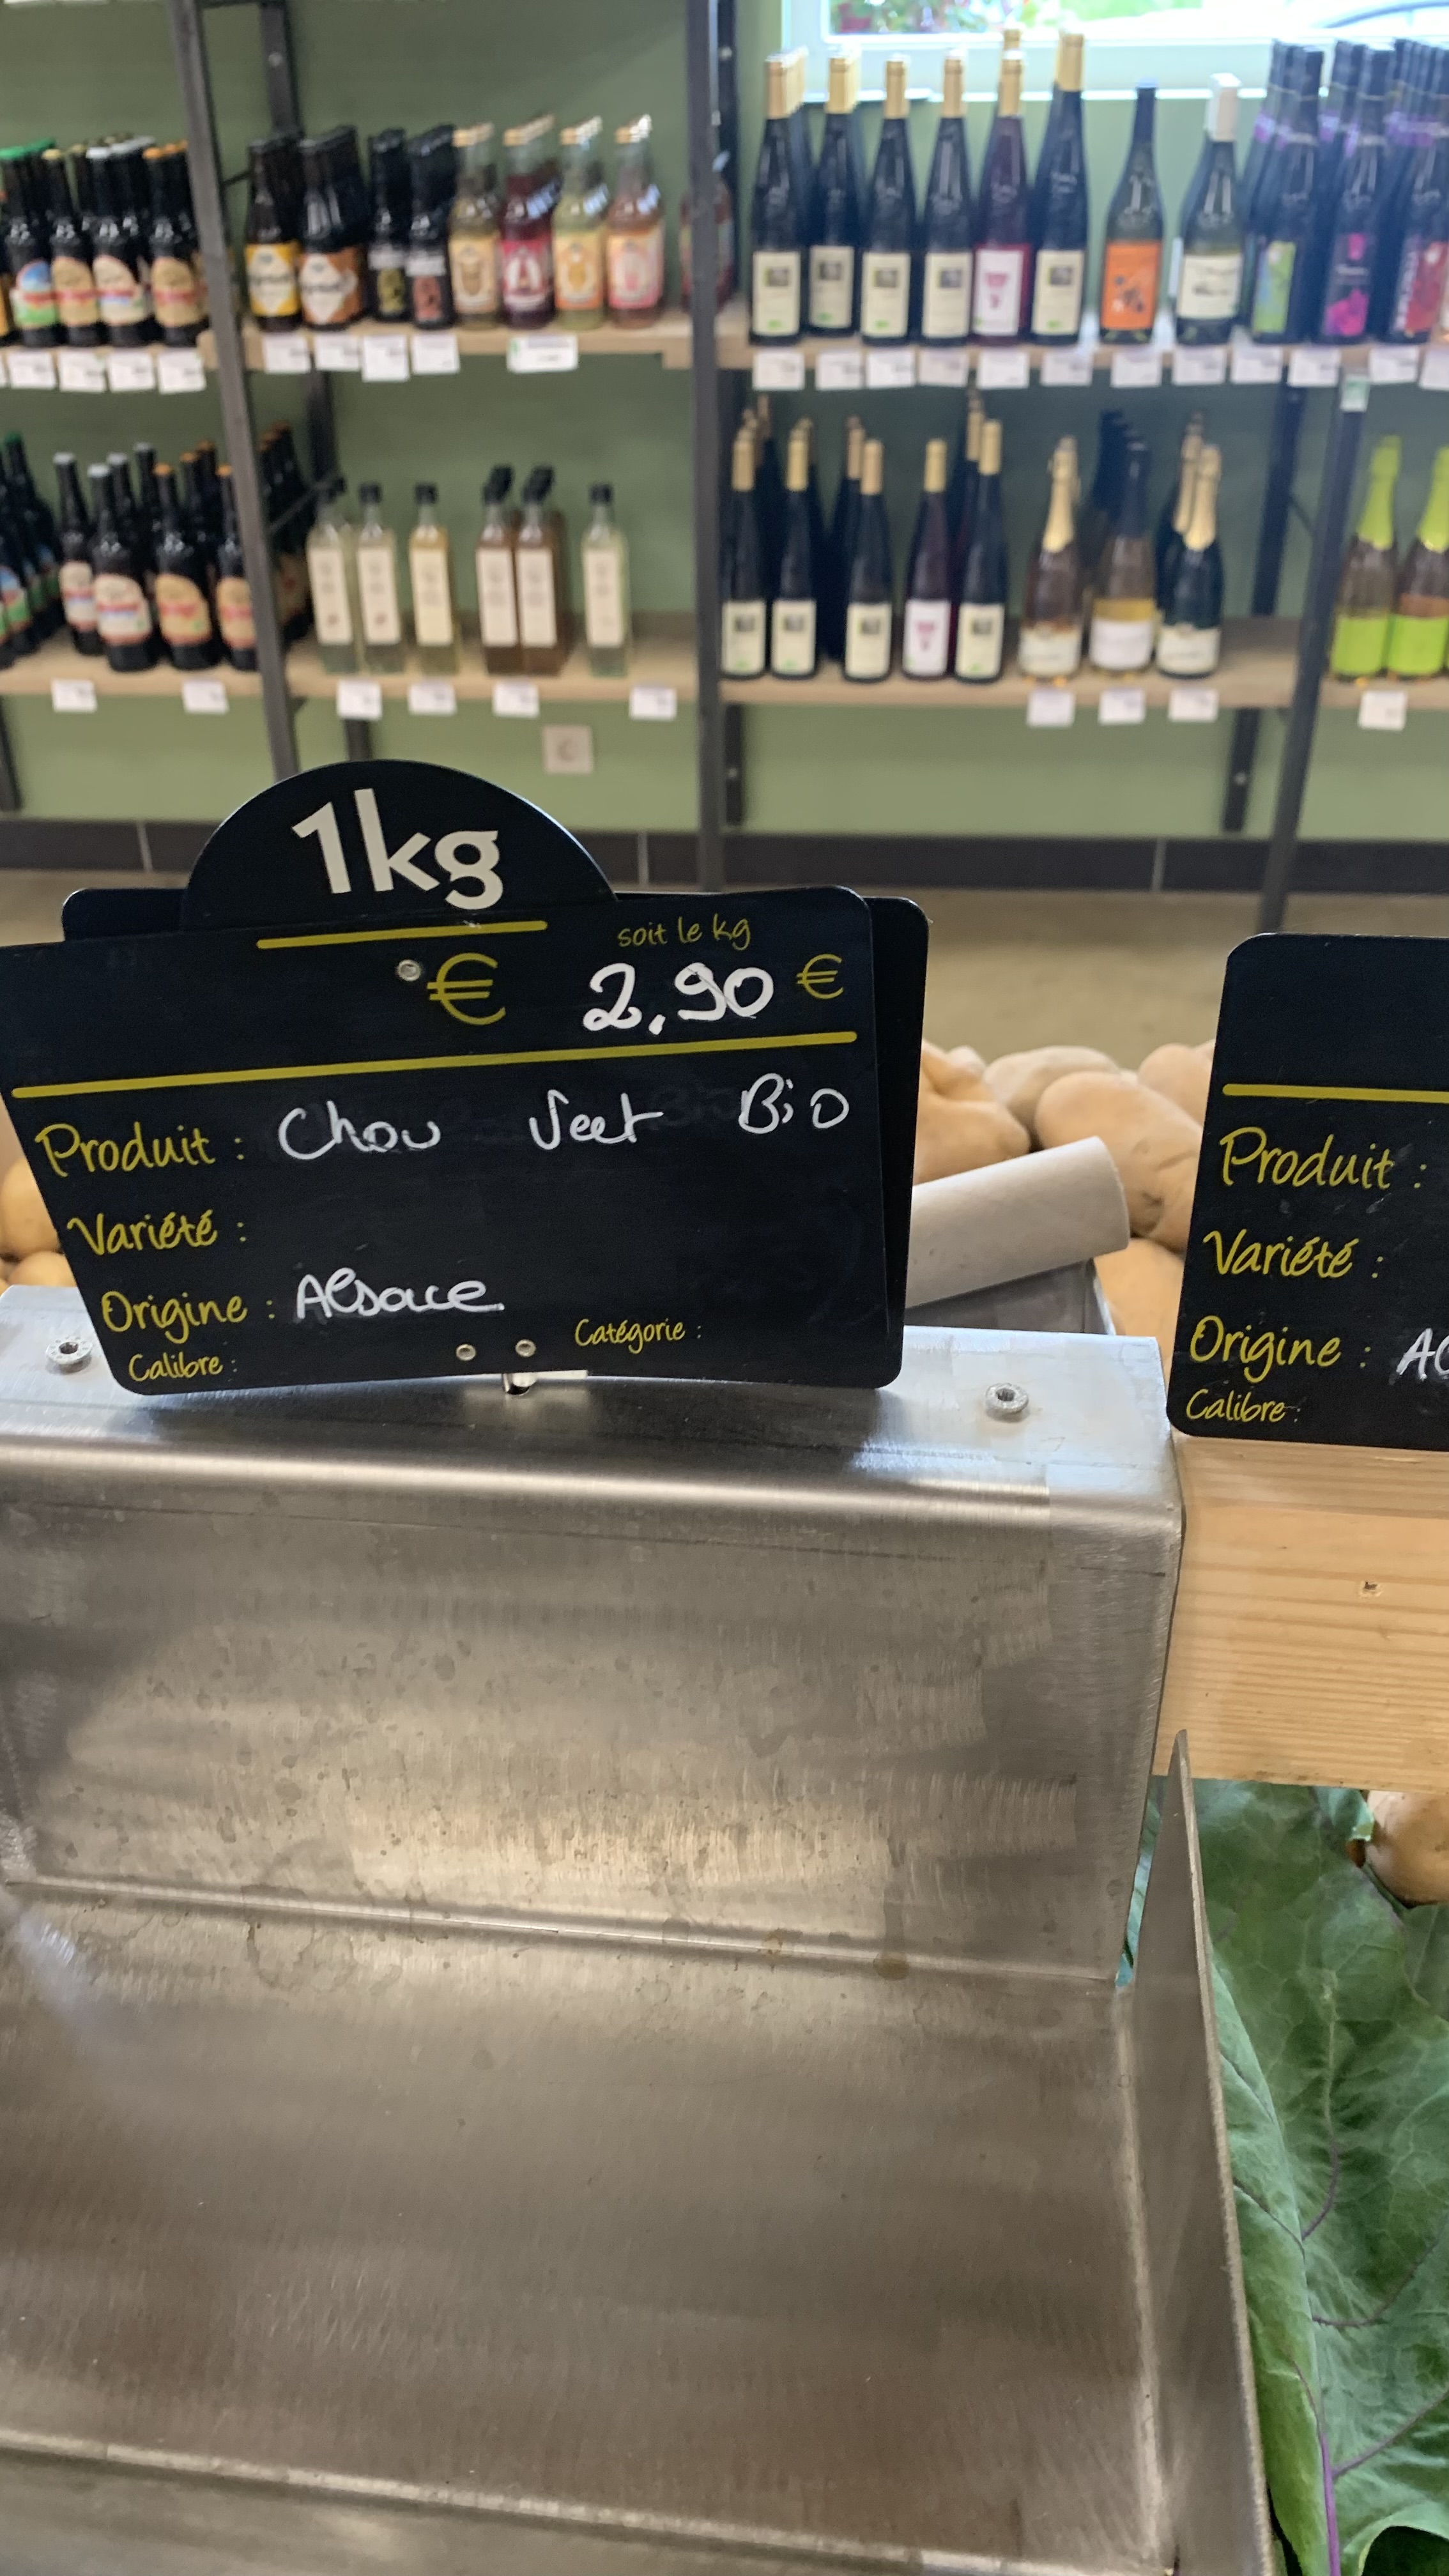 1kg
soit le kg
€ 2,90 €
Produit : Chou Vert Bio
Variété :
Origine : Alsace
Catégorie :
Calibre :
Produit :
Variété :
Origine :
Calibre :